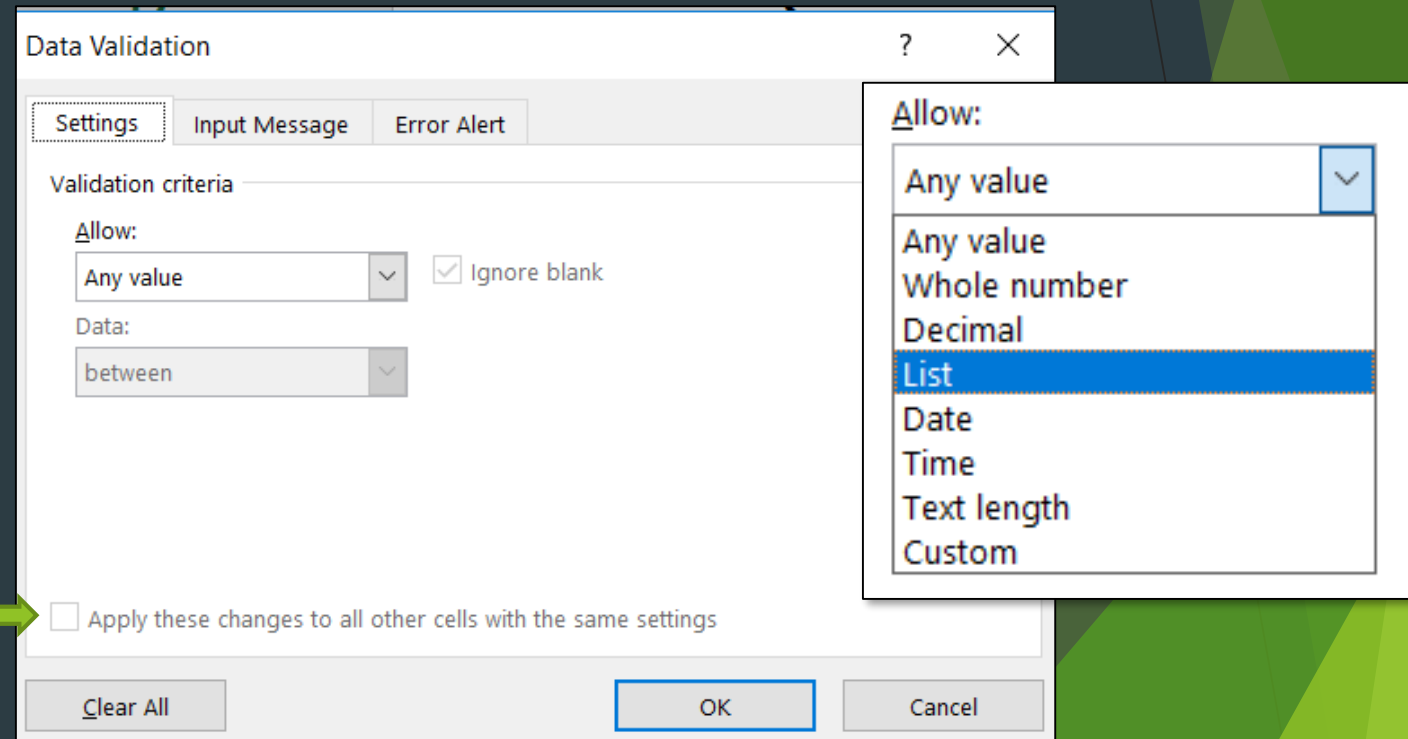 Data Validation ?
Settings Input Message Error Alert
Validation criteria
Allow:
Any value
Ignore blank
Data:
between
Apply these changes to all other cells with the same settings
Clear All OK Cancel
Allow:
Any value
Any value
Whole number
Decimal
List
Date
Time
Text length
Custom